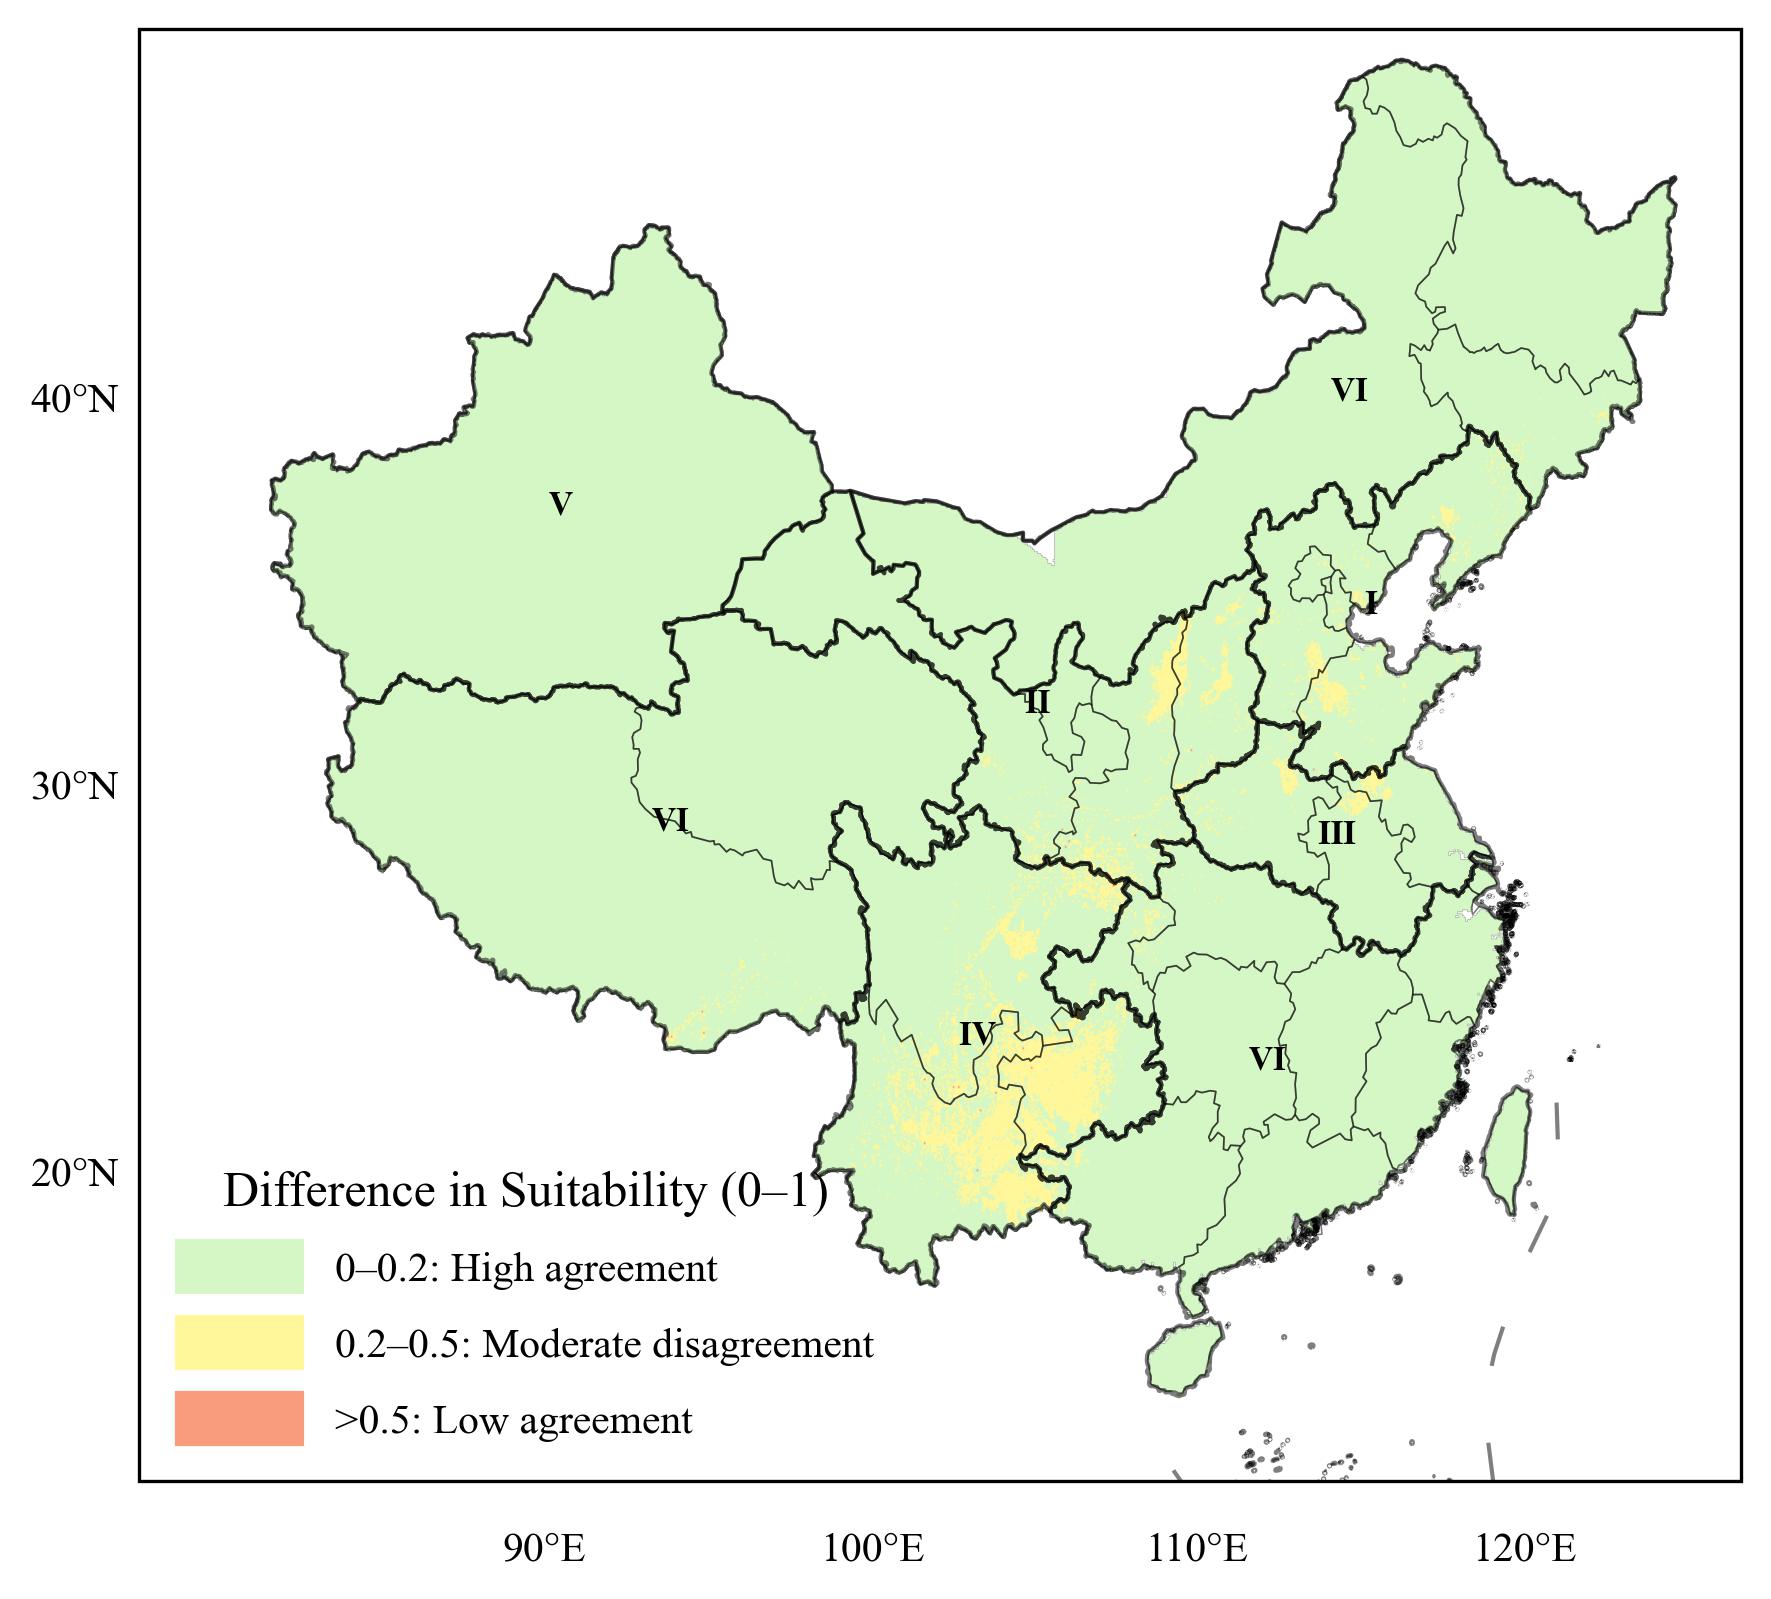 VI
40°N
V
I
II
30°N
VI
III
IV
VI
20°N
Difference in Suitability (0–1)
0–0.2: High agreement
0.2–0.5: Moderate disagreement
>0.5: Low agreement
90°E
100°E
110°E
120°E